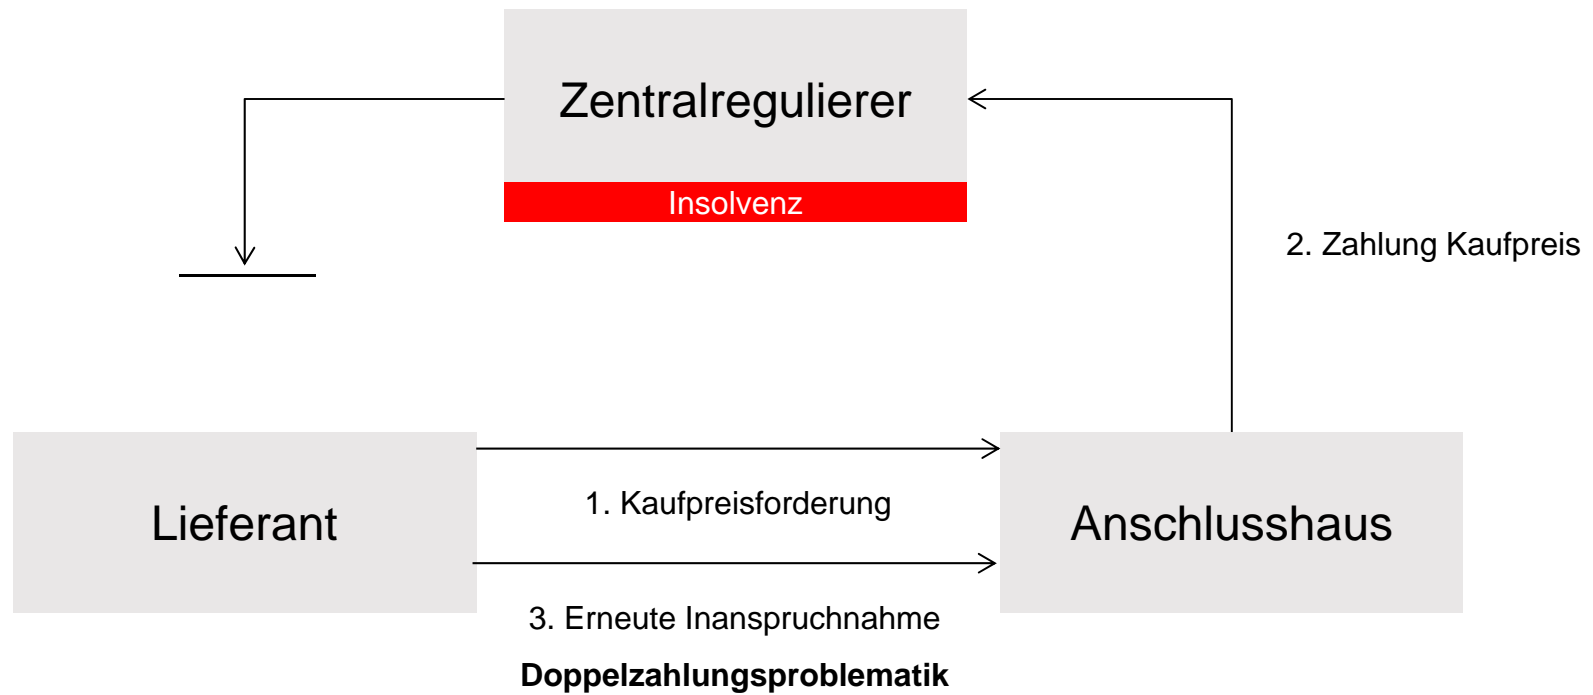 Zentralregulierer
Insolvenz
2. Zahlung Kaufpreis
Lieferant
1. Kaufpreisforderung
Anschlusshaus
3. Erneute Inanspruchnahme
Doppelzahlungsproblematik